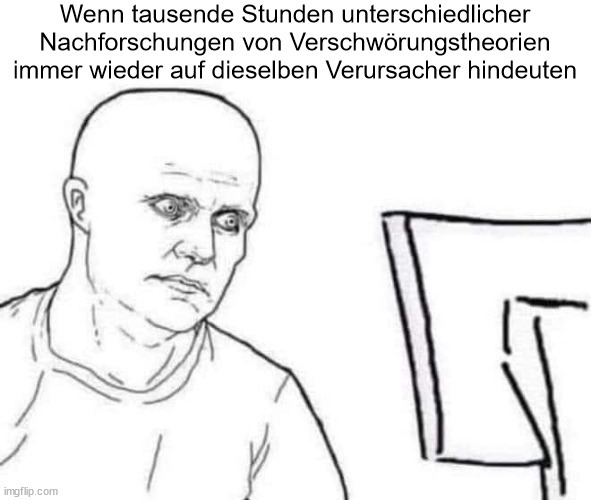 Wenn tausende Stunden unterschiedlicher
Nachforschungen von Verschwörungstheorien
immer wieder auf dieselben Verursacher hindeuten
imgflip.com